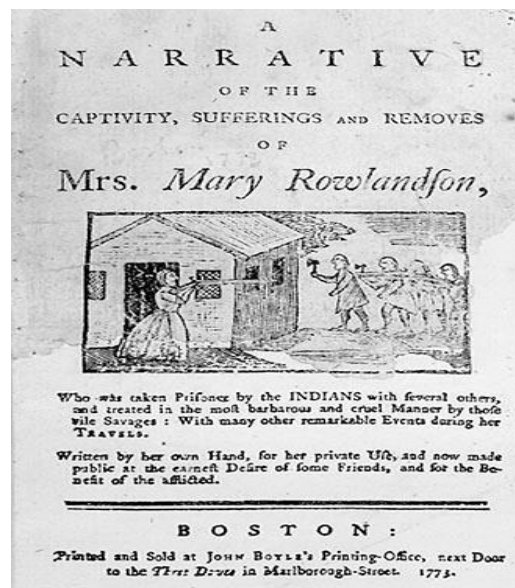 A
NARRATIVE
OF THE
CAPTIVITY, SUFFERINGS AND REMOVES
OF
Mrs. Mary Rowlandſon,
Who was taken Priſoner by the INDIANS with ſeveral others,
and treated in the moſt barbarous and cruel Manner by thoſe
vile Savages: With many other remarkable Events during her
TRAVELS.
Written by her own Hand, for her private Uſe, and now made
public at the earneſt Deſire of ſome Friends, and for the Be-
nefit of the afflicted.
BOSTON:
Printed and Sold at JOHN BOYLE's Printing-Office, next Door
to the Three Doves in Marlborough-Street. 1773.